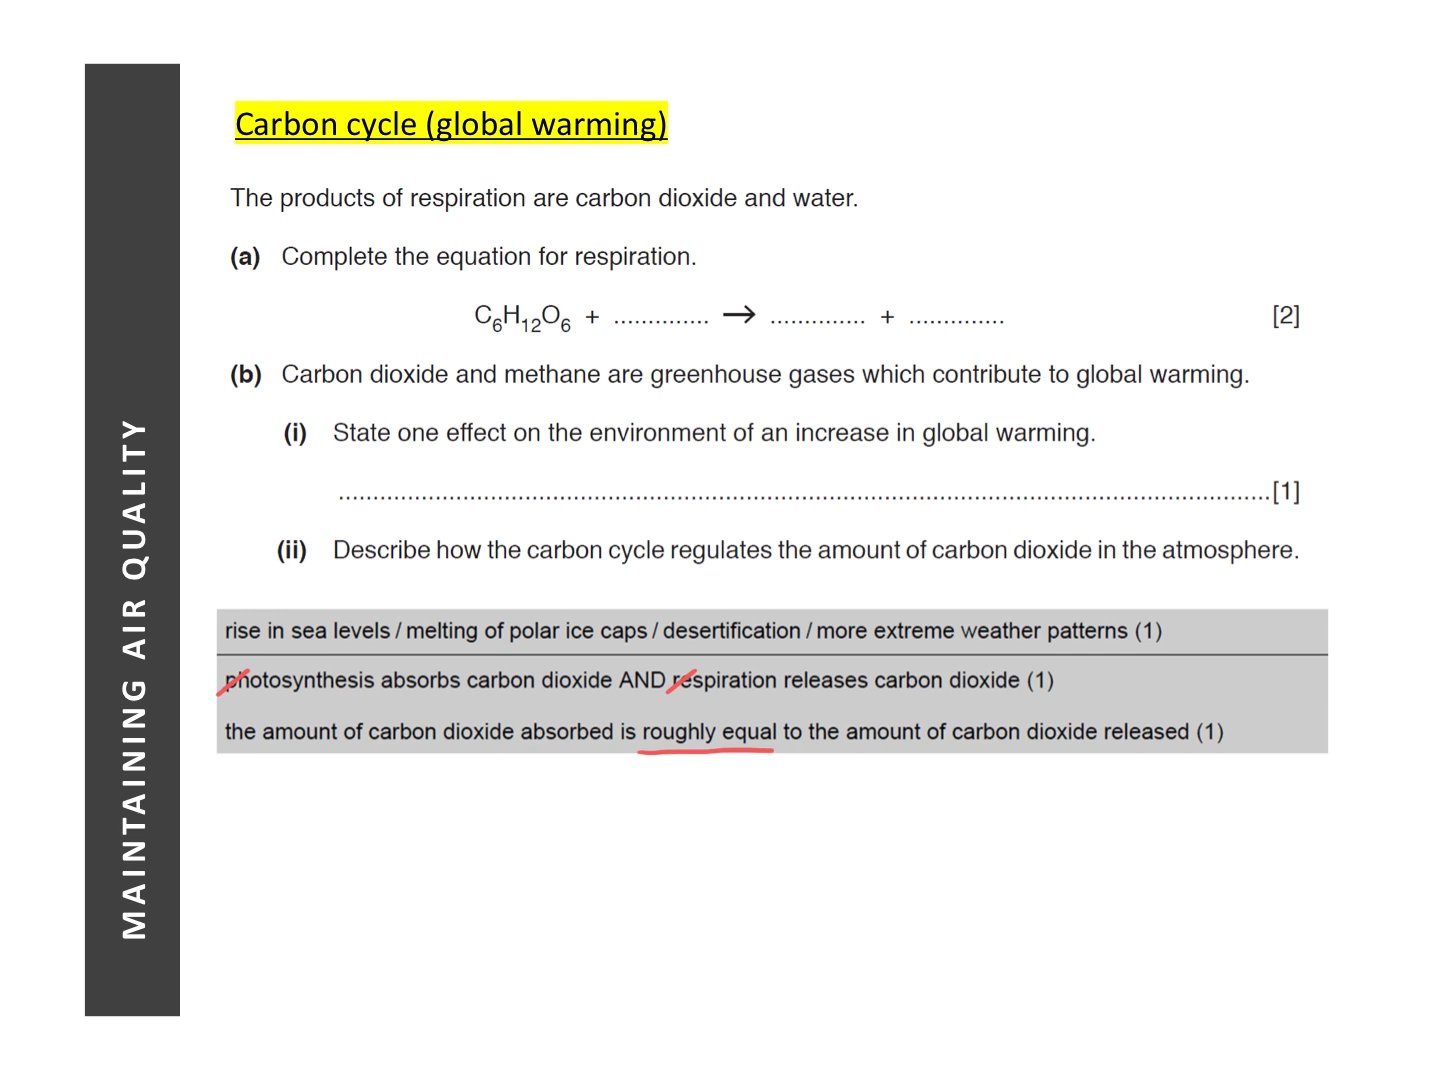 MAINTAINING AIR QUALITY
Carbon cycle (global warming)
The products of respiration are carbon dioxide and water.
(a) Complete the equation for respiration.
C₆H₁₂O₆ + .............. → .............. + .............. [2]
(b) Carbon dioxide and methane are greenhouse gases which contribute to global warming.
(i) State one effect on the environment of an increase in global warming.
.......................................................................................................................................[1]
(ii) Describe how the carbon cycle regulates the amount of carbon dioxide in the atmosphere.
rise in sea levels / melting of polar ice caps / desertification / more extreme weather patterns (1)
photosynthesis absorbs carbon dioxide AND respiration releases carbon dioxide (1)
the amount of carbon dioxide absorbed is roughly equal to the amount of carbon dioxide released (1)